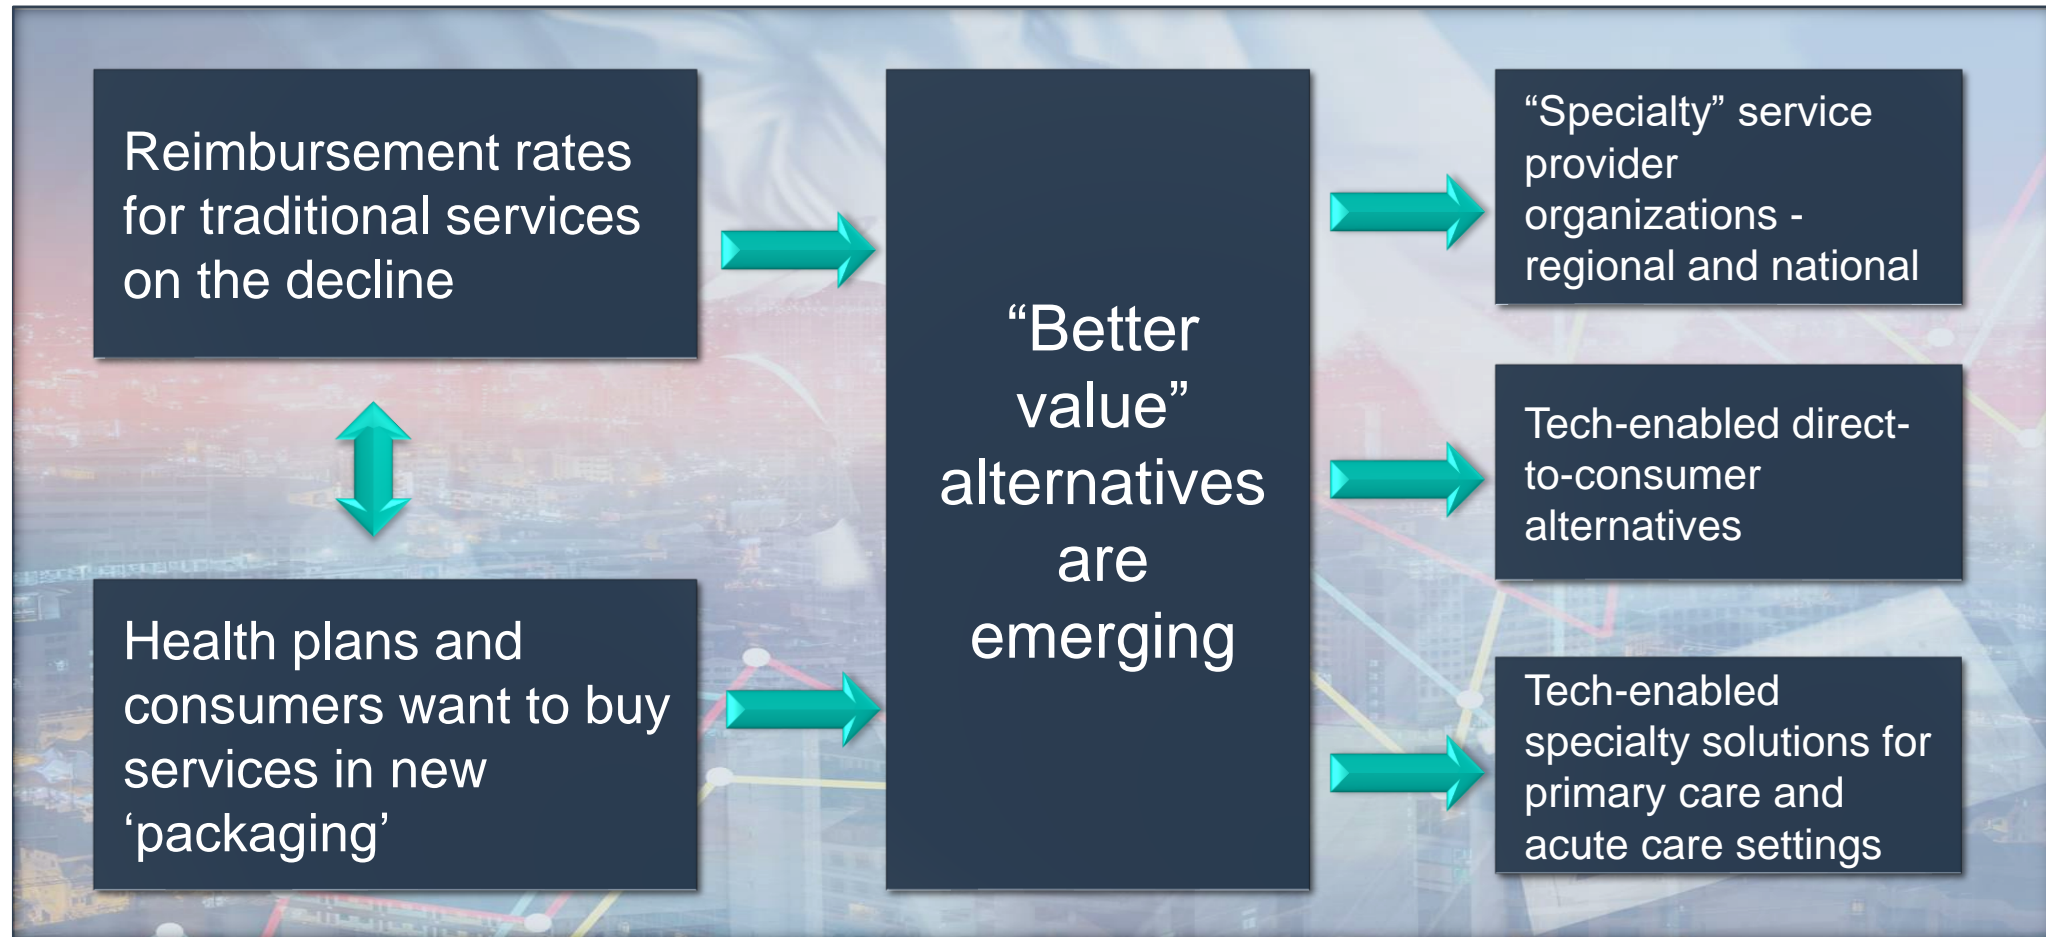 Reimbursement rates
for traditional services
on the decline
Health plans and
consumers want to buy
services in new
‘packaging’
“Better
value”
alternatives
are
emerging
“Specialty” service
provider
organizations -
regional and national
Tech-enabled direct-
to-consumer
alternatives
Tech-enabled
specialty solutions for
primary care and
acute care settings